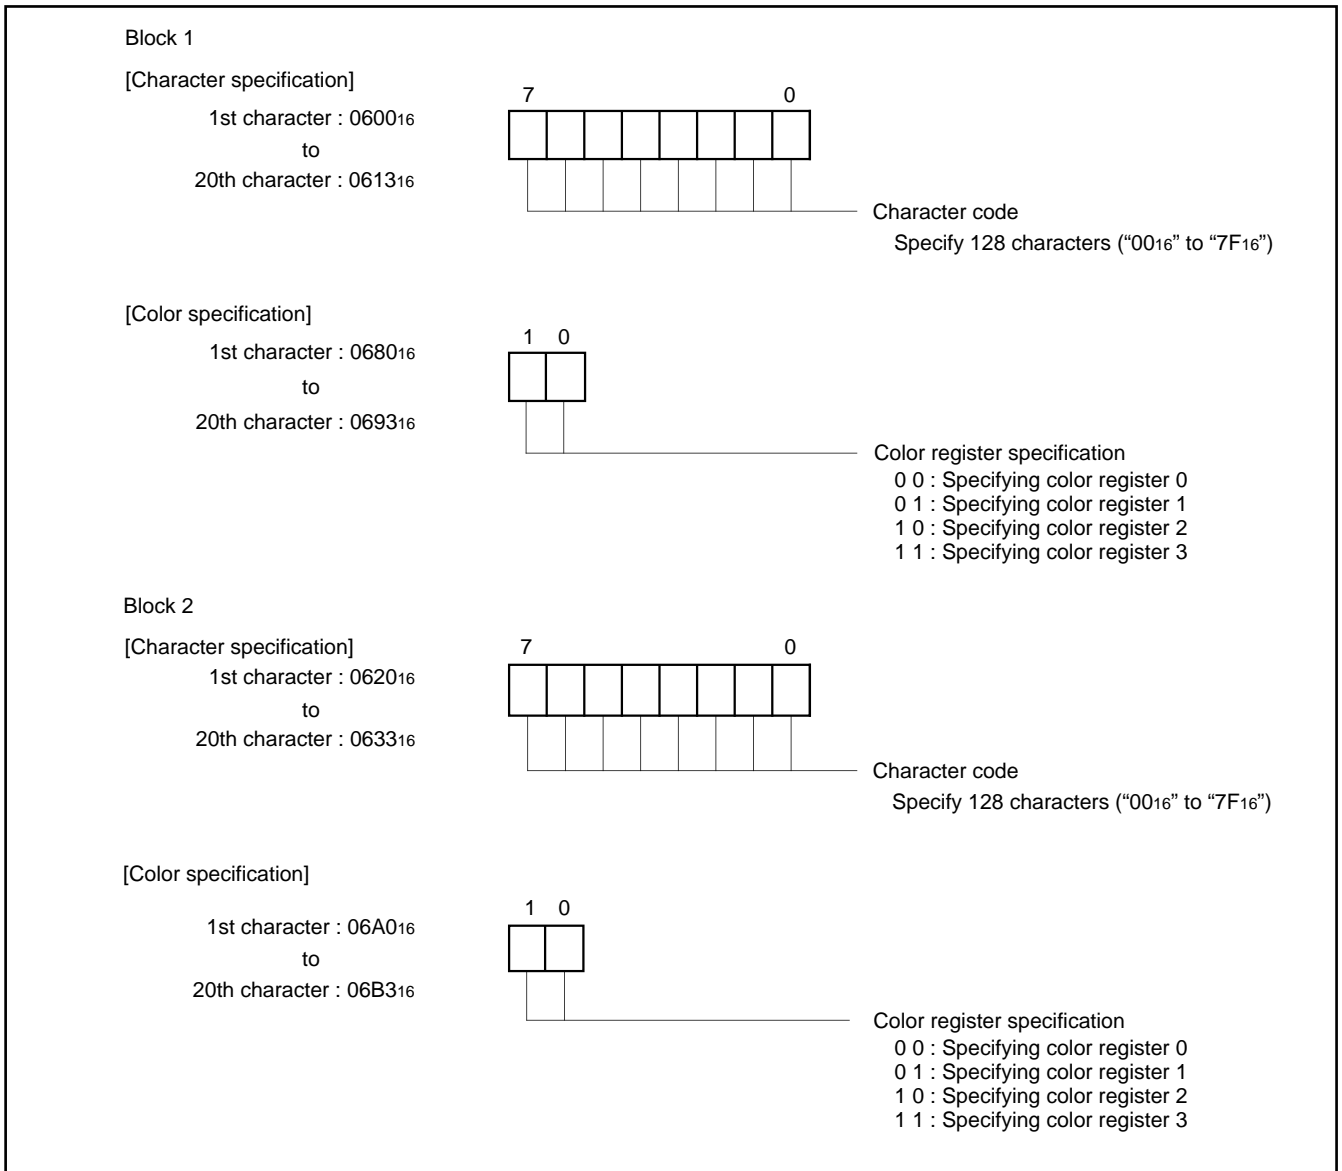 Block 1
[Character specification]
7 0
1st character : 060016
to
20th character : 061316
Character code
Specify 128 characters (“0016” to “7F16”)
[Color specification]
1 0
1st character : 068016
to
20th character : 069316
Color register specification
0 0 : Specifying color register 0
0 1 : Specifying color register 1
1 0 : Specifying color register 2
1 1 : Specifying color register 3
Block 2
[Character specification]
7 0
1st character : 062016
to
20th character : 063316
Character code
Specify 128 characters (“0016” to “7F16”)
[Color specification]
1 0
1st character : 06A016
to
20th character : 06B316
Color register specification
0 0 : Specifying color register 0
0 1 : Specifying color register 1
1 0 : Specifying color register 2
1 1 : Specifying color register 3